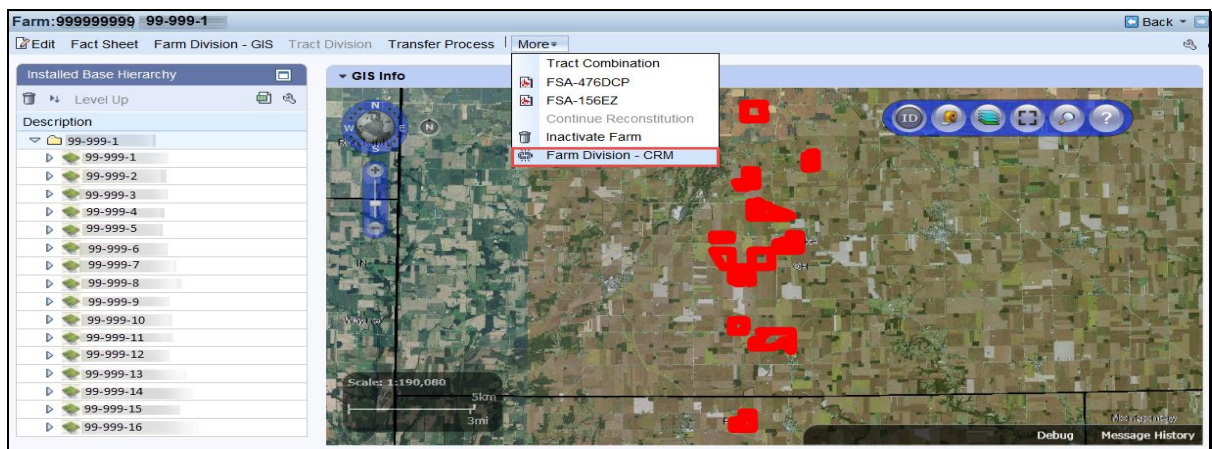 Farm:999999999 99-999-1 Back
Edit Fact Sheet Farm Division - GIS Tract Division Transfer Process More
Installed Base Hierarchy
Level Up
Description
99-999-1
99-999-1
99-999-2
99-999-3
99-999-4
99-999-5
99-999-6
99-999-7
99-999-8
99-999-9
99-999-10
99-999-11
99-999-12
99-999-13
99-999-14
99-999-15
99-999-16
GIS Info
Tract Combination
FSA-476DCP
FSA-156EZ
Continue Reconstitution
Inactivate Farm
Farm Division - CRM
N
W E N
S
ID ?
IN
OH
Scale: 1:190,080
5km
3mi
Debug Message History